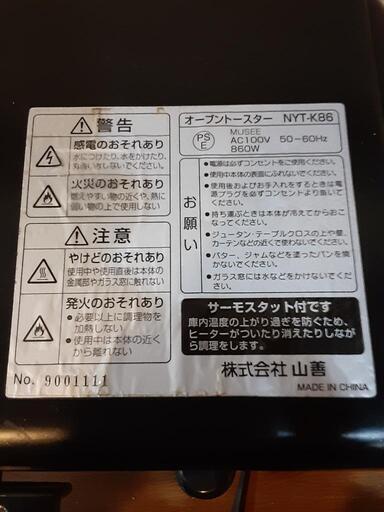 警告
感電のおそれあり
水につけたり、水をかけたり、
丸洗いをしないでください。
火災のおそれあり
燃えやすい物の近くや、熱に
弱い物の上で使用しない
注意
やけどのおそれあり
使用中や使用直後は本体の
金属部やガラス窓に触れない
発火のおそれあり
●必要以上に調理物を
加熱しない
●使用中は本体の近く
から離れない
No. 9001111
オーブントースター NYT-K86
PS
E
MUSEE
AC100V 50-60Hz
860W
お願い
●電源は必ずコンセントをご使用ください。
●使用中本体の表面にふれないでください。
●使用後およびお手入れをするときは電
源プラグを必ずコンセントより抜いて
ください。
●持ち運ぶときは本体が冷えてからおこ
なってください。
●ジュータン・テーブルクロスの上や壁、
カーテンなどの近くで使わないでください。
●バター、ジャムなどを塗ったパンを焼
かないでください。
●ガラス窓には水などをかけないでください。
サーモスタット付です
庫内温度の上がり過ぎを防ぐため、
ヒーターがついたり消えたりしなが
ら調理をします。
株式会社 山善
MADE IN CHINA